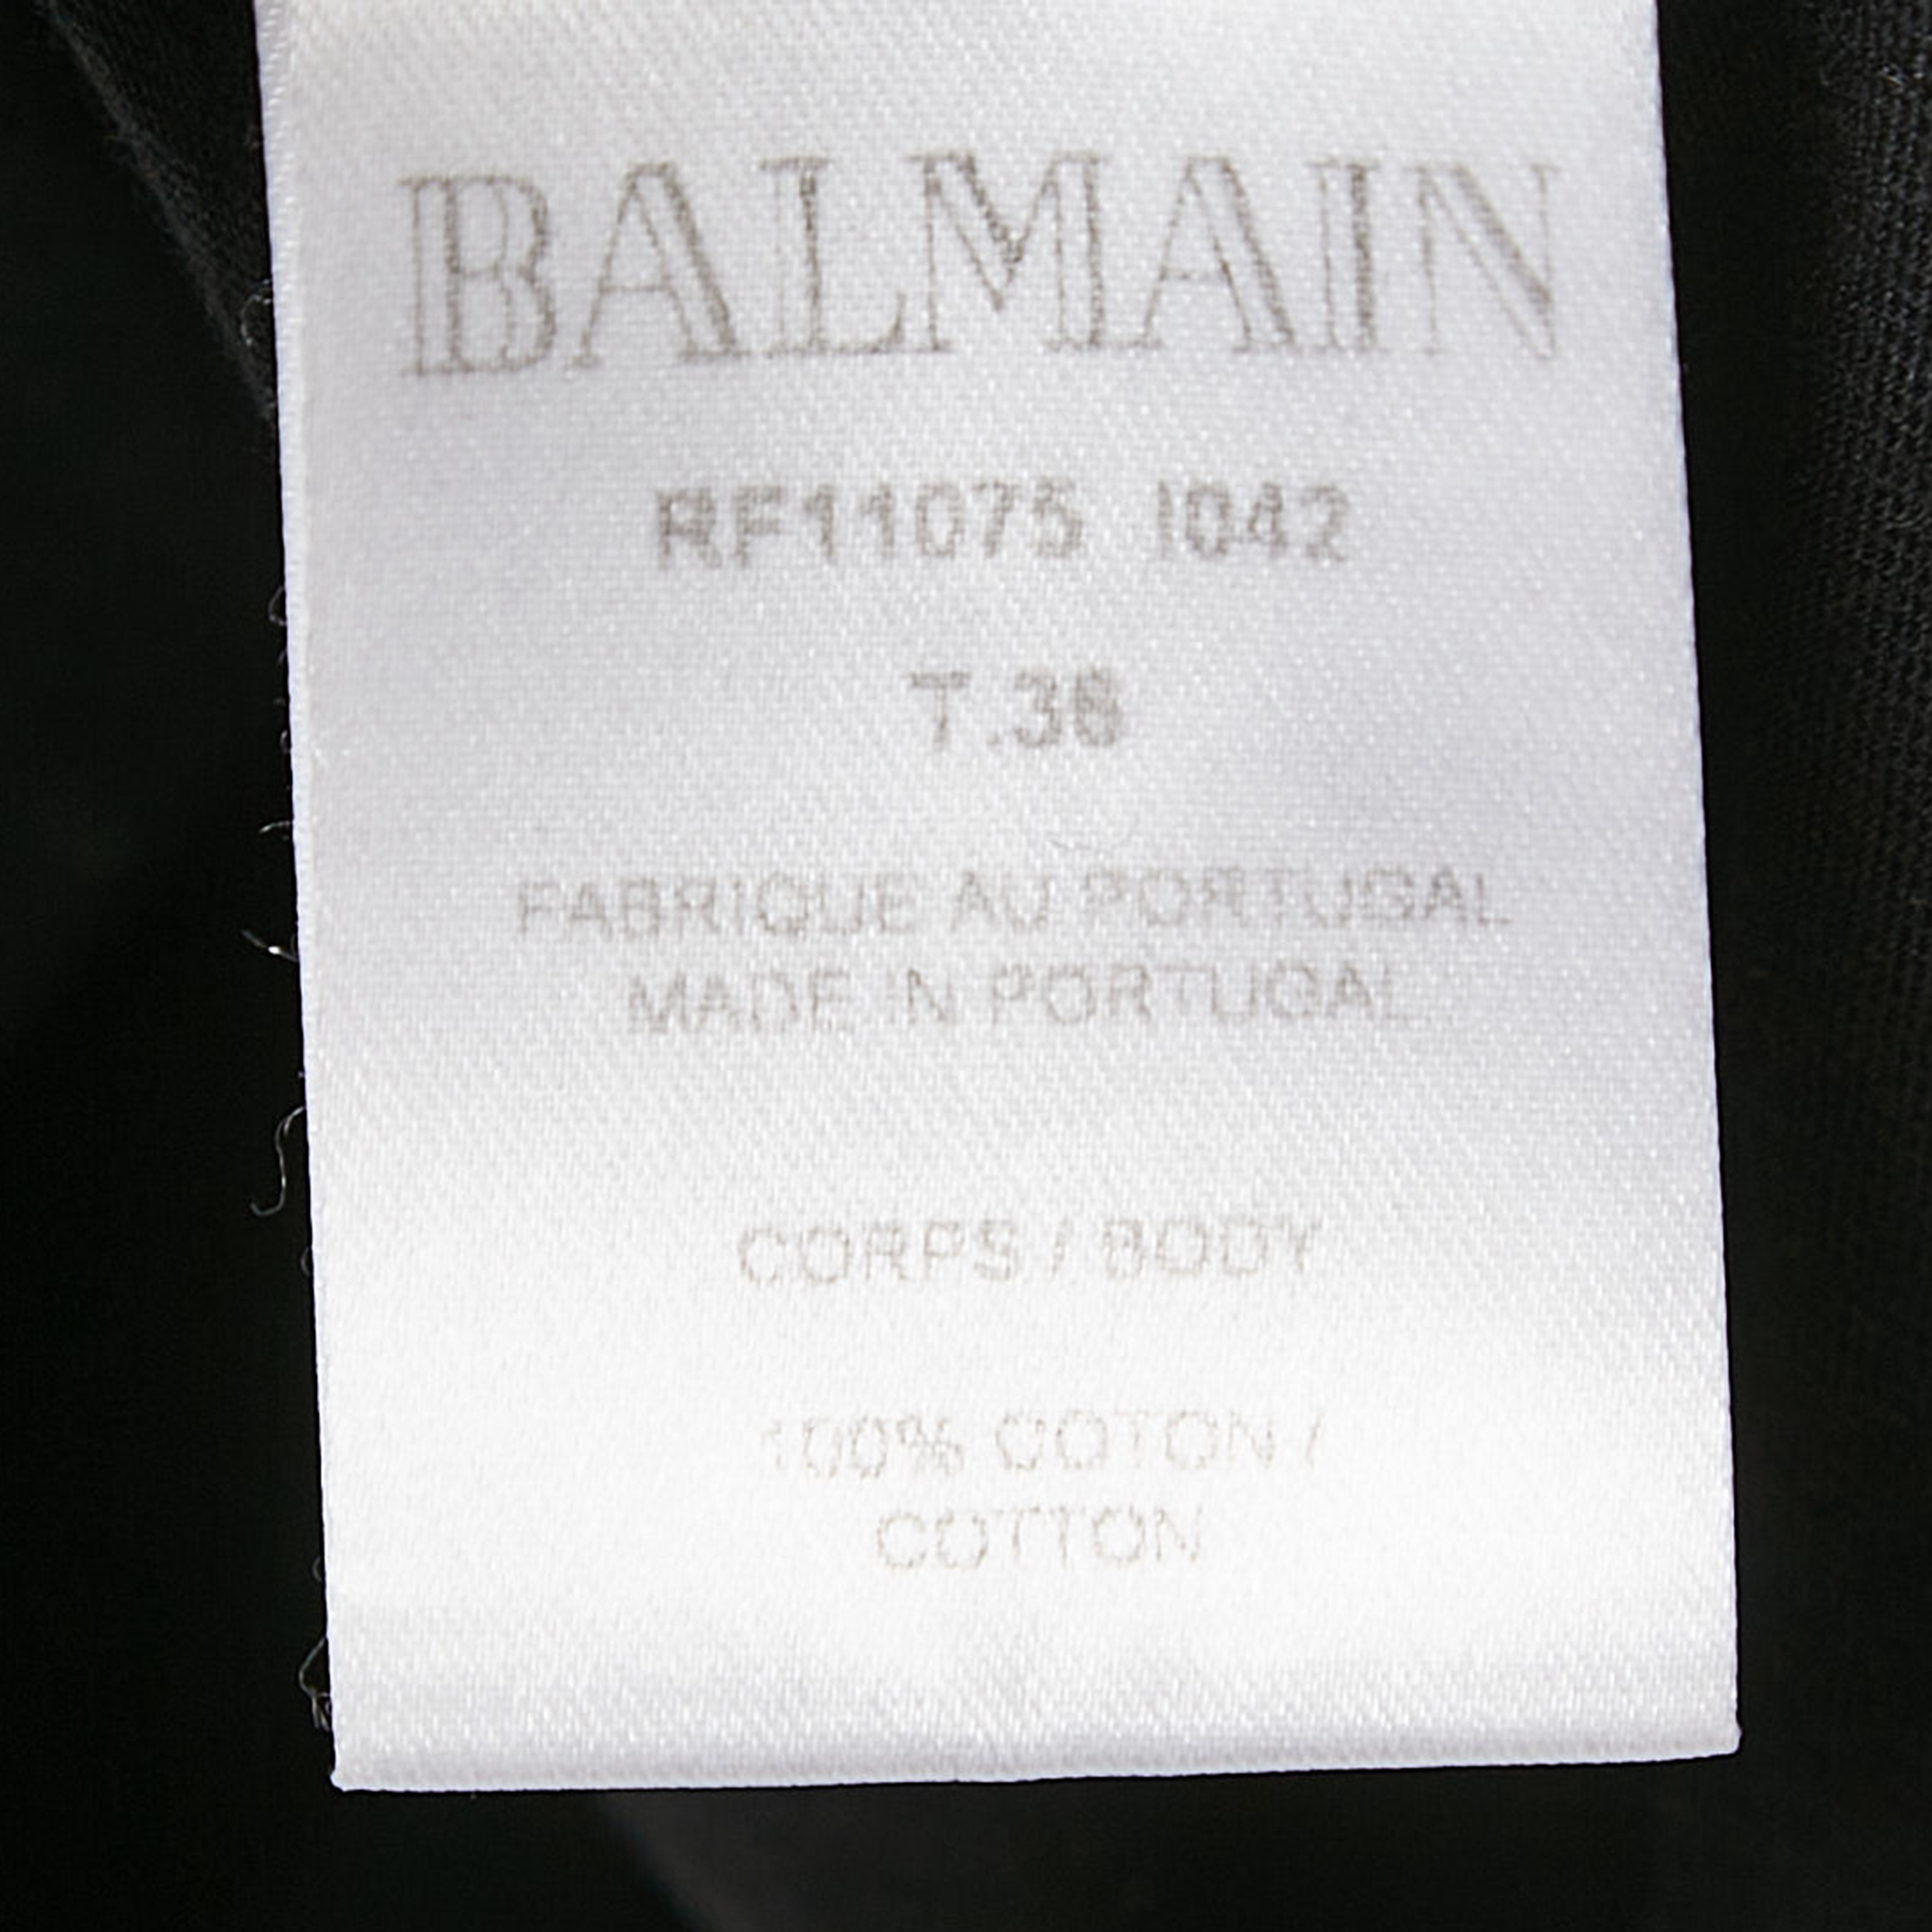 BALMAIN
RF11075 I042
T.36
FABRIQUE AU PORTUGAL
MADE IN PORTUGAL
CORPS / BODY
100% COTON /
COTTON